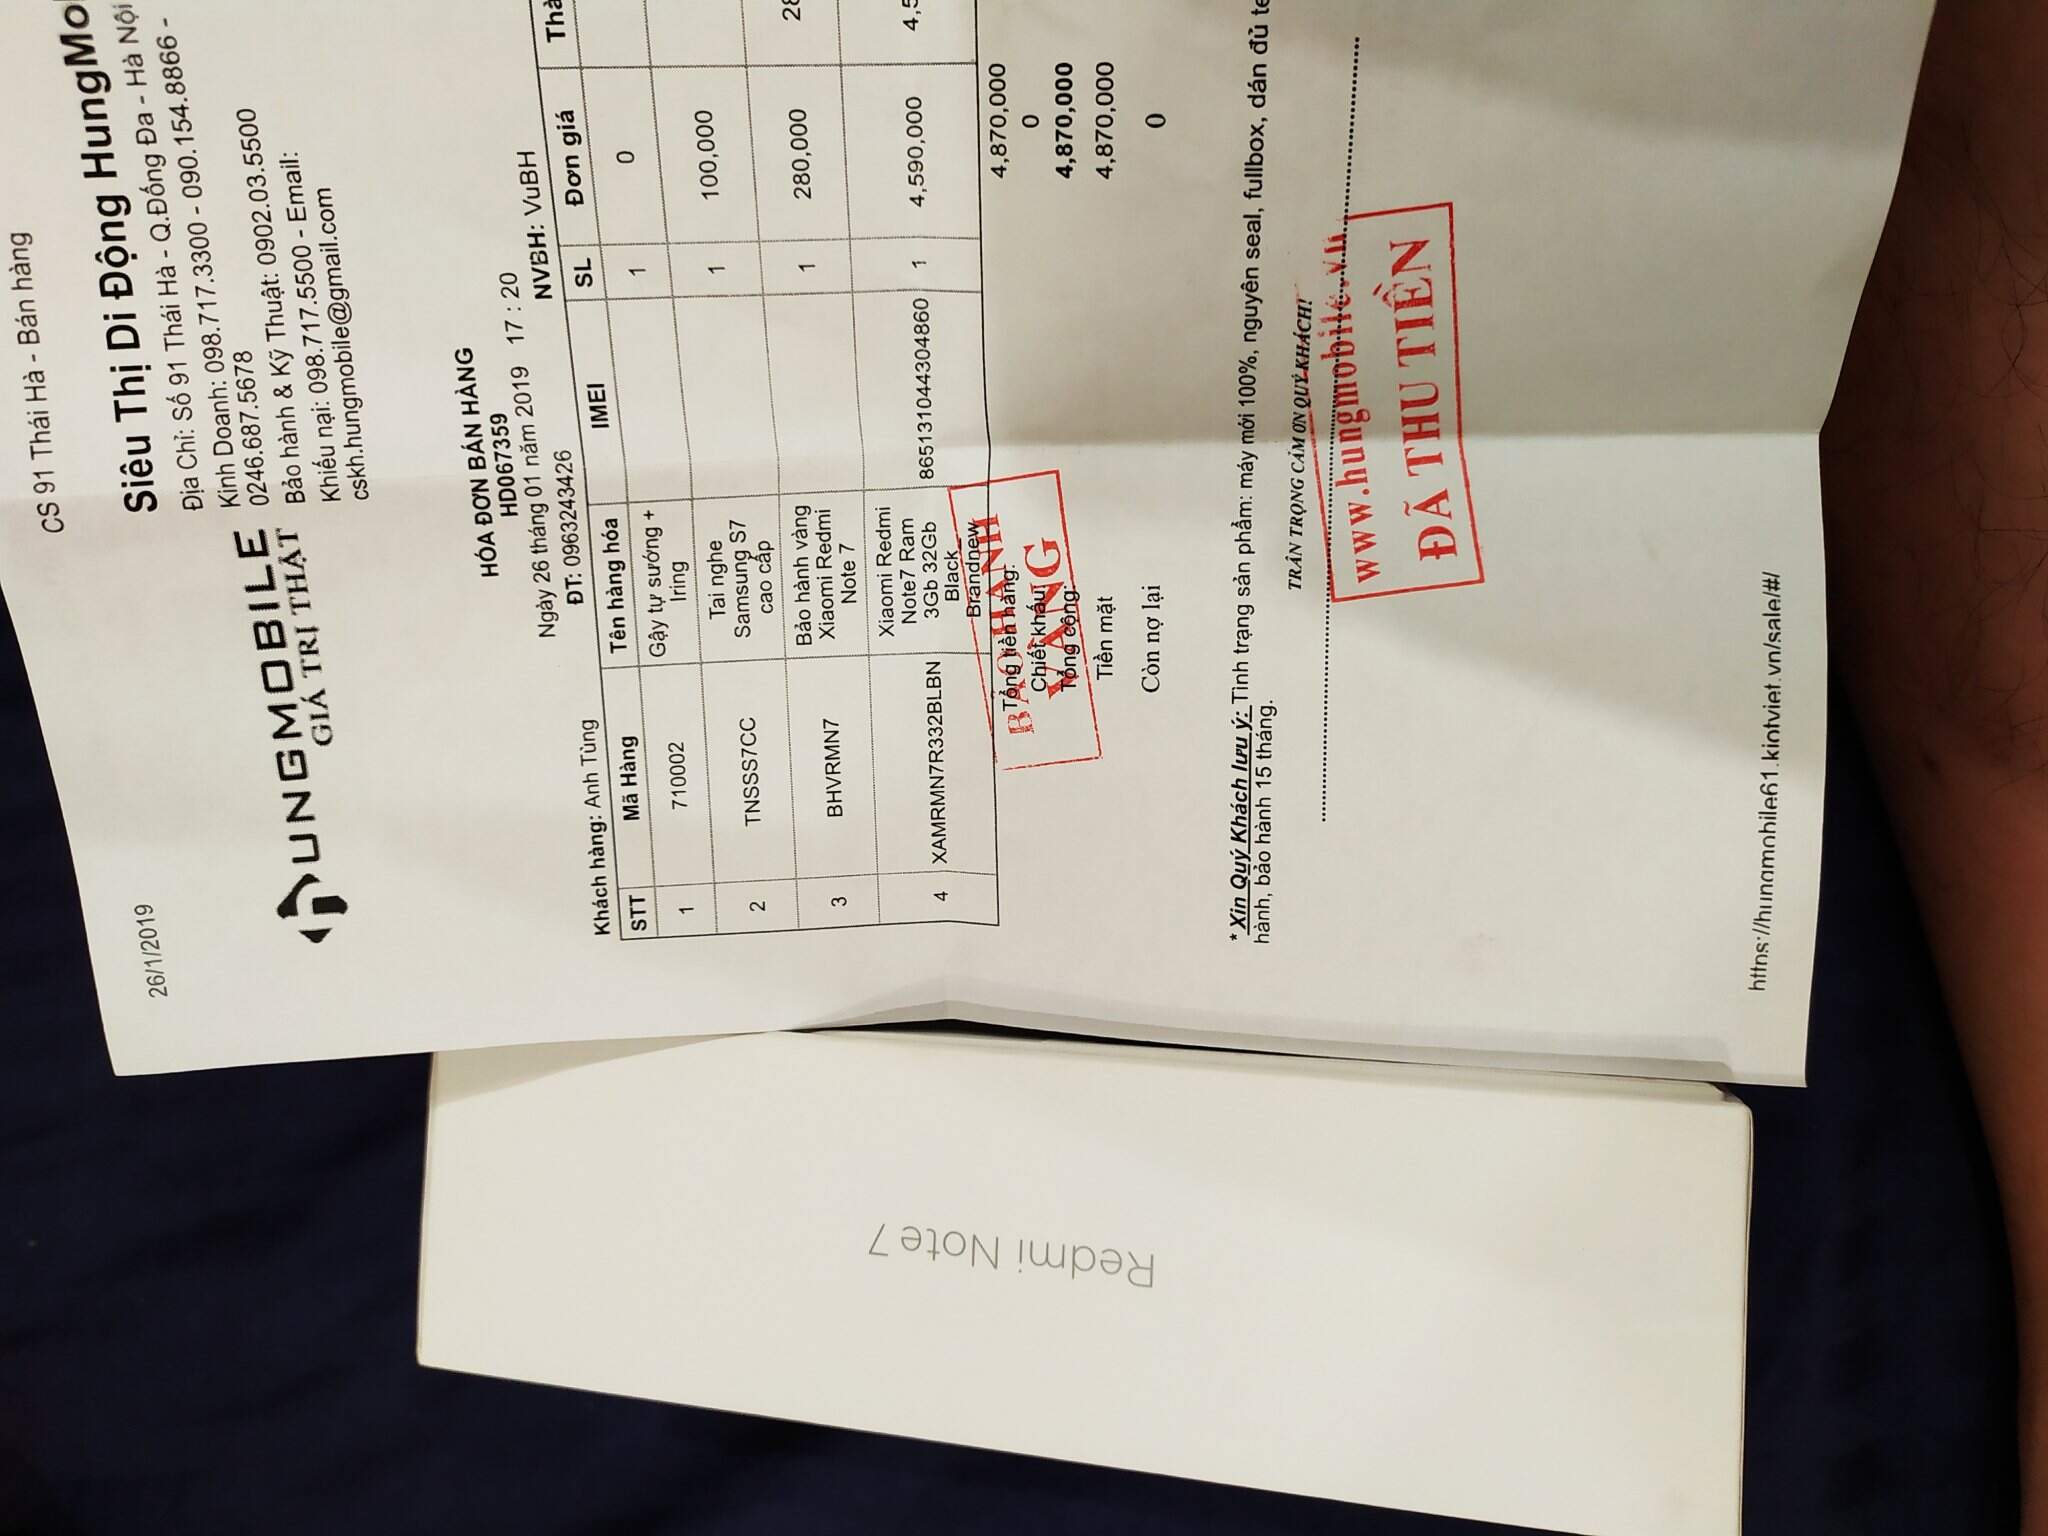 26/1/2019
CS 91 Thái Hà - Bán hàng
HUNGMOBILE
GIÁ TRỊ THẬT
Siêu Thị Di Động HungMo
Địa Chỉ: Số 91 Thái Hà - Q.Đống Đa - Hà Nội
Kinh Doanh: 098.717.3300 - 090.154.8866 -
0246.687.5678
Bảo hành & Kỹ Thuật: 0902.03.5500
Khiếu nại: 098.717.5500 - Email:
cskh.hungmobile@gmail.com
HÓA ĐƠN BÁN HÀNG
HD067359
Ngày 26 tháng 01 năm 2019 17 : 20
Khách hàng: Anh Tùng ĐT: 0963243426 NVBH: VuBH
STT Mã Hàng Tên hàng hóa IMEI SL Đơn giá Thà
1 710002 Gậy tự sướng + 1 0
Iring
2 TNSSS7CC Tai nghe 1 100,000
Samsung S7
cao cấp
3 BHVRMN7 Bảo hành vàng 1 280,000 28
Xiaomi Redmi
Note 7
4 XAMRMN7R332BLBN Xiaomi Redmi 865131044304860 1 4,590,000 4,5
Note7 Ram
3Gb 32Gb
Black_
Brandnew
Tổng tiền hàng: 4,870,000
Chiết khấu: 0
Tổng cộng: 4,870,000
Tiền mặt 4,870,000
Còn nợ lại 0
BẢO HÀNH
VÀNG
* Xin Quý Khách lưu ý: Tình trạng sản phẩm: máy mới 100%, nguyên seal, fullbox, dán đủ te
hành, bảo hành 15 tháng.
TRÂN TRỌNG CẢM ƠN QUÝ KHÁCH!
www.hungmobile.vn
ĐÃ THU TIỀN
https://hungmobile61.kiotviet.vn/sale/#/
Redmi Note 7